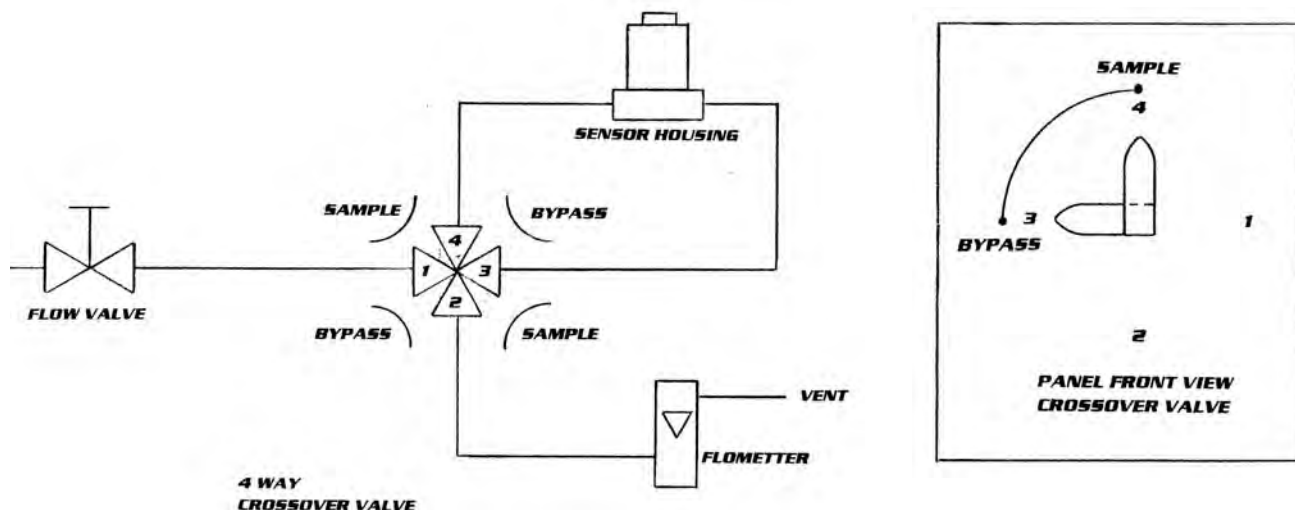 SENSOR HOUSING
SAMPLE
BYPASS
4
1
3
2
FLOW VALVE
BYPASS
SAMPLE
VENT
FLOMETTER
4 WAY
CROSSOVER VALVE
SAMPLE
4
3
1
BYPASS
2
PANEL FRONT VIEW
CROSSOVER VALVE